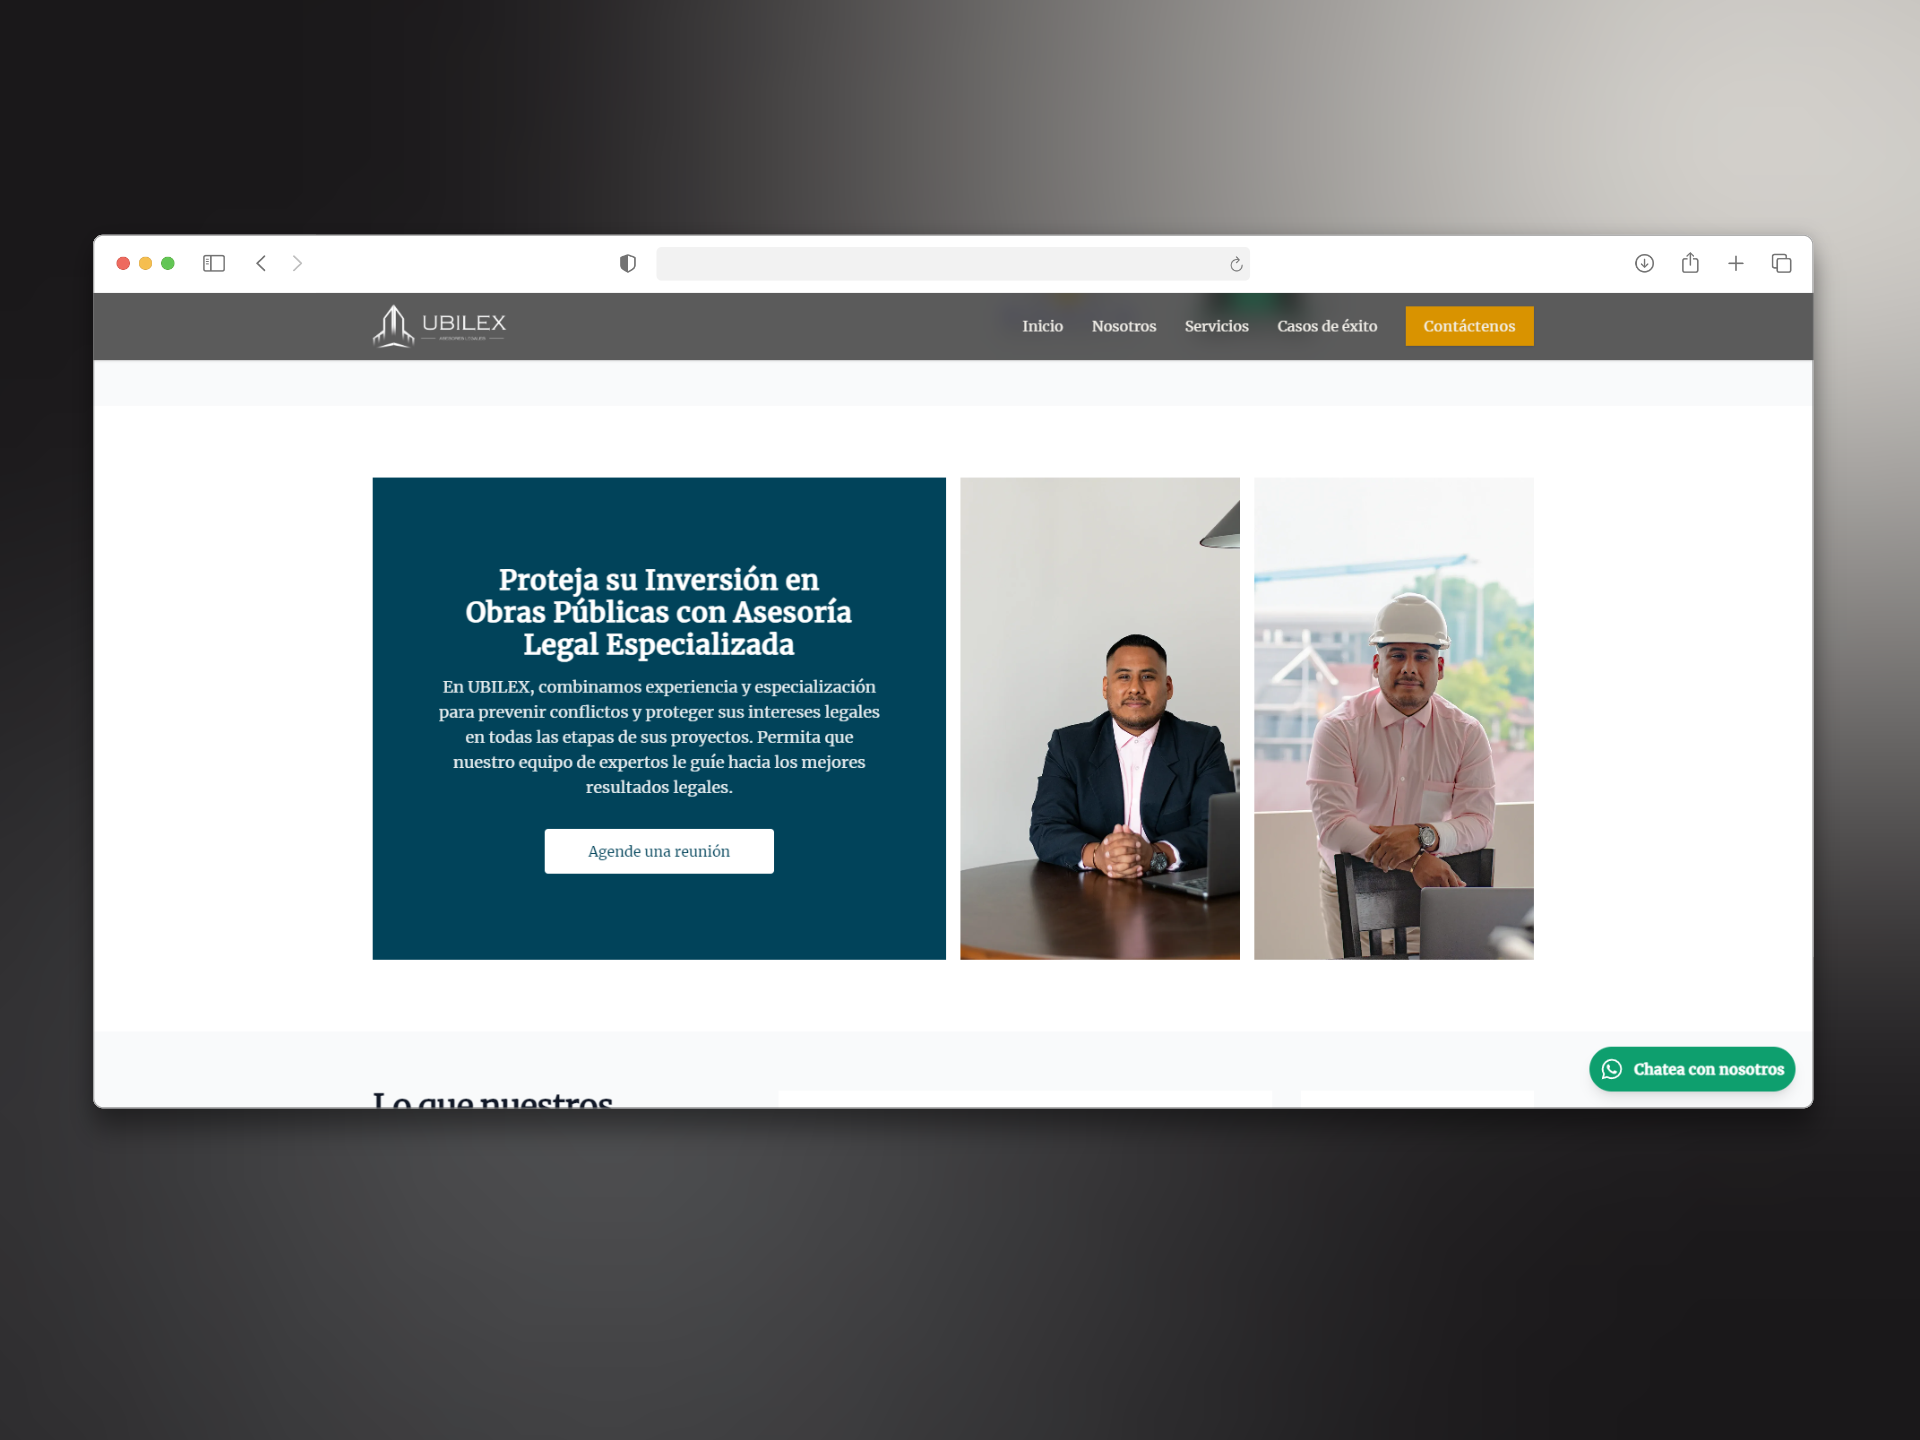 UBILEX
Inicio
Nosotros
Servicios
Casos de éxito
Contáctenos
Proteja su Inversión en
Obras Públicas con Asesoría
Legal Especializada
En UBILEX, combinamos experiencia y especialización
para prevenir conflictos y proteger sus intereses legales
en todas las etapas de sus proyectos. Permita que
nuestro equipo de expertos le guíe hacia los mejores
resultados legales.
Agende una reunión
Lo que nuestros
Chatea con nosotros